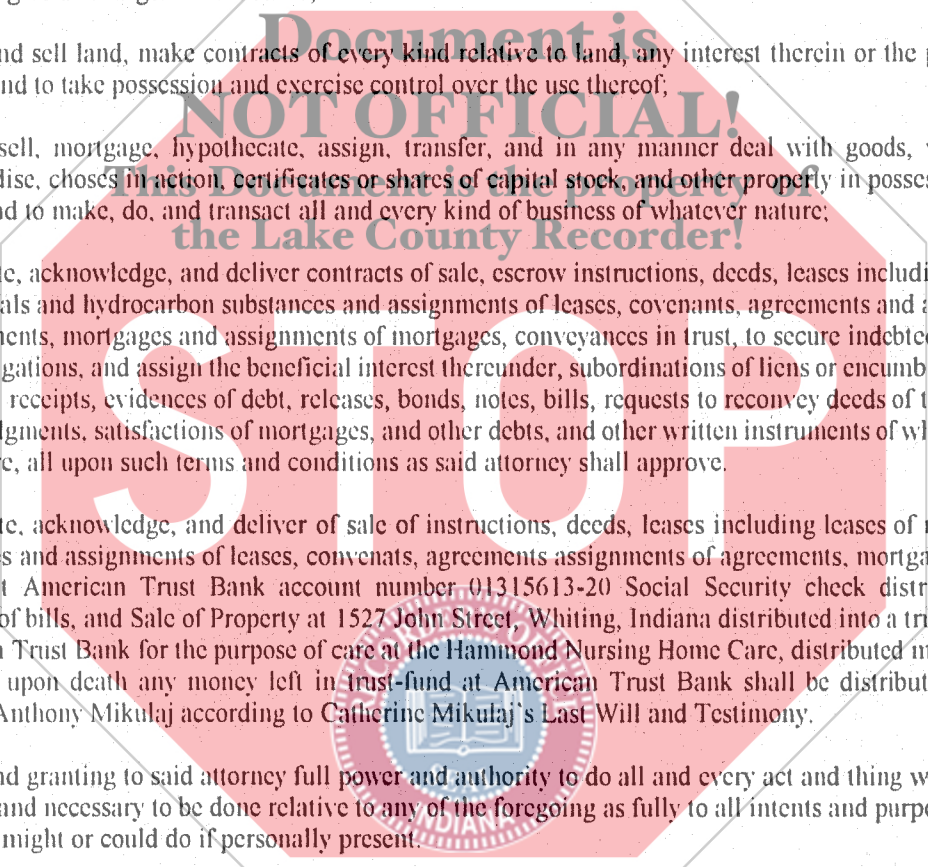 Document is
nd sell land, make contracts of every kind relative to land, any interest therein or the p
nd to take possession and exercise control over the use thereof;
NOT OFFICIAL!
sell, mortgage, hypothecate, assign, transfer, and in any manner deal with goods,
dise, choses in action, certificates or shares of capital stock, and other properly in posses
This Document is the property of
nd to make, do, and transact all and every kind of business of whatever nature;
the Lake County Recorder!
te, acknowledge, and deliver contracts of sale, escrow instructions, deeds, leases includi
als and hydrocarbon substances and assignments of leases, covenants, agreements and a
nents, mortgages and assignments of mortgages, conveyances in trust, to secure indebted
gations, and assign the beneficial interest thereunder, subordinations of liens or encumb
receipts, evidences of debt, releases, bonds, notes, bills, requests to reconvey deeds of t
dgments, satisfactions of mortgages, and other debts, and other written instruments of wh
e, all upon such terms and conditions as said attorney shall approve.
STOP
te, acknowledge, and deliver of sale of instructions, deeds, leases including leases of
s and assignments of leases, convenats, agreements assignments of agreements, mortga
t American Trust Bank account number 01315613-20 Social Security check distr
of bills, and Sale of Property at 1527 John Street, Whiting, Indiana distributed into a tr
n Trust Bank for the purpose of care at the Hammond Nursing Home Care, distributed m
upon death any money left in trust-fund at American Trust Bank shall be distribut
Anthony Mikulaj according to Catherine Mikulaj's Last Will and Testimony.
nd granting to said attorney full power and authority to do all and every act and thing w
and necessary to be done relative to any of the foregoing as fully to all intents and purpo
might or could do if personally present.
SEAL
INDIANA